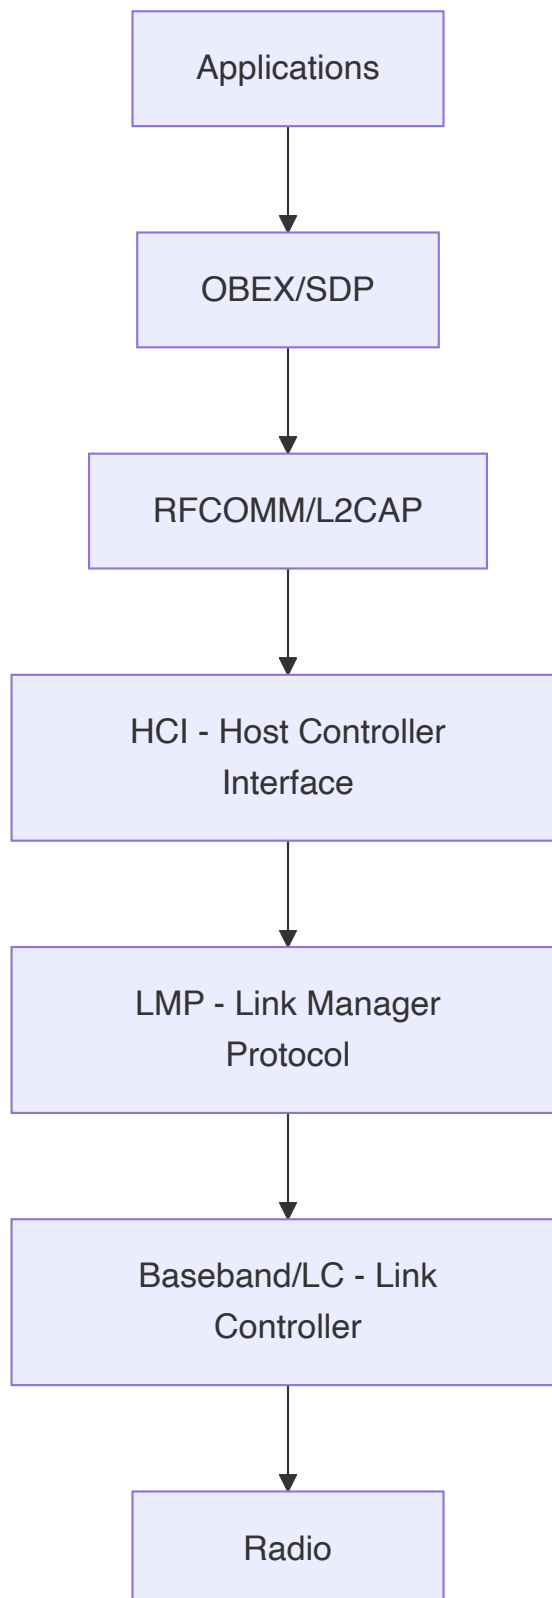 Applications
OBEX/SDP
RFCOMM/L2CAP
HCI - Host Controller
Interface
LMP - Link Manager
Protocol
Baseband/LC - Link
Controller
Radio